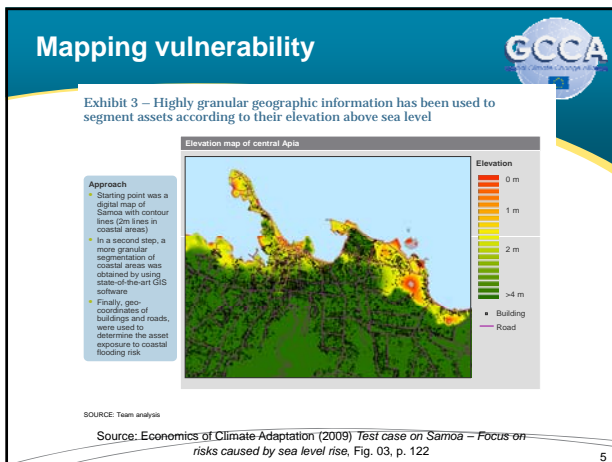 Mapping vulnerability
GCCA
Exhibit 3 – Highly granular geographic information has been used to
segment assets according to their elevation above sea level
Elevation map of central Apia
Approach
• Starting point was a
digital map of
Samoa with contour
lines (2m lines in
coastal areas)
• In a second step, a
more granular
segmentation of
coastal areas was
obtained by using
state-of-the-art GIS
software
• Finally, geo-
coordinates of
buildings and roads,
were used to
determine the asset
exposure to coastal
flooding risk
Elevation
0 m
1 m
2 m
>4 m
Building
Road
SOURCE: Team analysis
Source: Economics of Climate Adaptation (2009) Test case on Samoa – Focus on
risks caused by sea level rise, Fig. 03, p. 122
5